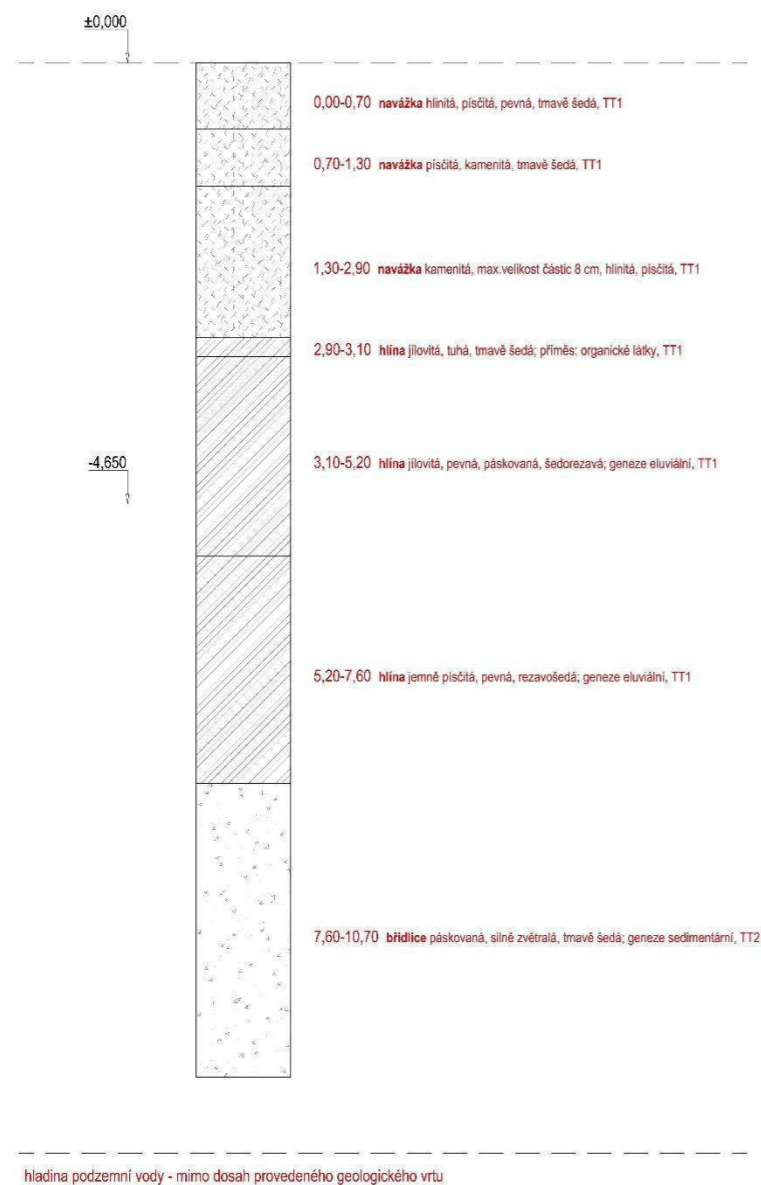 ±0,000
0,00-0,70 navážka hlinitá, písčitá, pevná, tmavě šedá, TT1
0,70-1,30 navážka písčitá, kamenitá, tmavě šedá, TT1
1,30-2,90 navážka kamenitá, max.velikost částic 8 cm, hlinitá, písčitá, TT1
2,90-3,10 hlína jílovitá, tuhá, tmavě šedá; příměs: organické látky, TT1
-4,650
3,10-5,20 hlína jílovitá, pevná, páskovaná, šedorezavá; geneze eluviální, TT1
5,20-7,60 hlína jemně písčitá, pevná, rezavošedá; geneze eluviální, TT1
7,60-10,70 břidlice páskovaná, silně zvětralá, tmavě šedá; geneze sedimentární, TT2
hladina podzemní vody - mimo dosah provedeného geologického vrtu